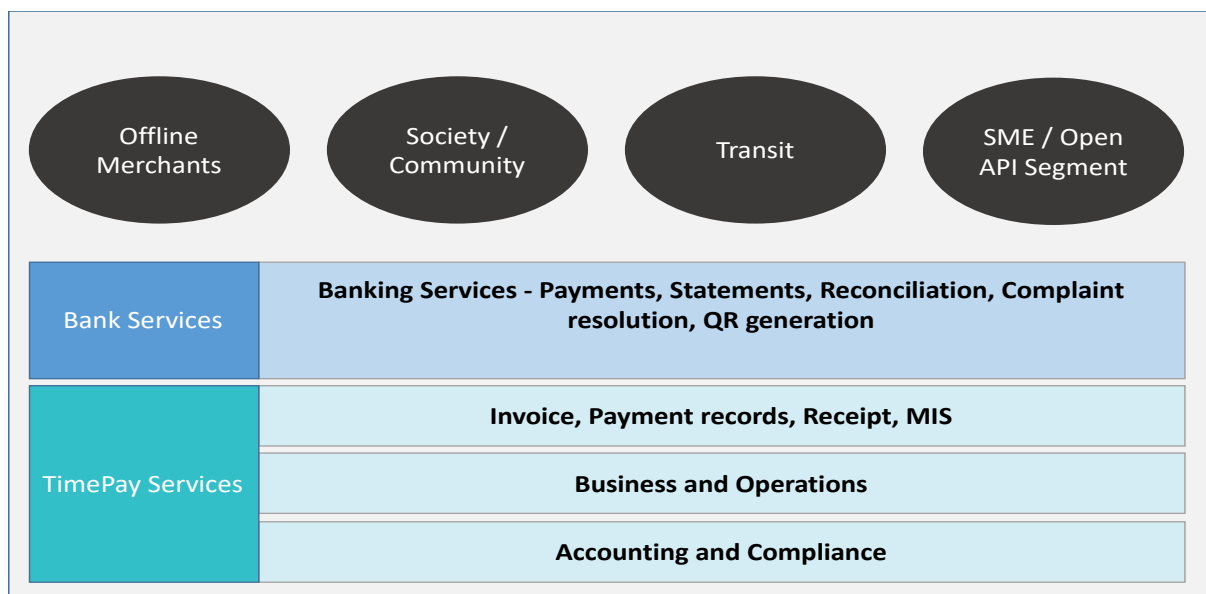 Offline
Merchants
Society /
Community
Transit
SME / Open
API Segment
Bank Services
Banking Services - Payments, Statements, Reconciliation, Complaint
resolution, QR generation
TimePay Services
Invoice, Payment records, Receipt, MIS
Business and Operations
Accounting and Compliance